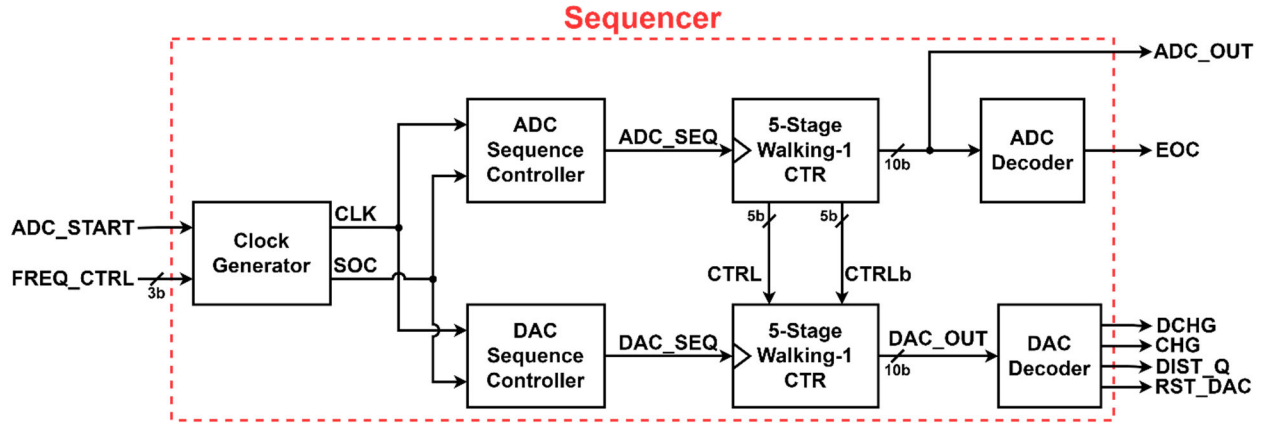 Sequencer
ADC_OUT
ADC
Sequence
Controller
ADC_SEQ
5-Stage
Walking-1
CTR
10b
ADC
Decoder
EOC
ADC_START
FREQ_CTRL
3b
Clock
Generator
CLK
SOC
5b
5b
CTRL
CTRLb
DAC
Sequence
Controller
DAC_SEQ
5-Stage
Walking-1
CTR
DAC_OUT
10b
DAC
Decoder
DCHG
CHG
DIST_Q
RST_DAC